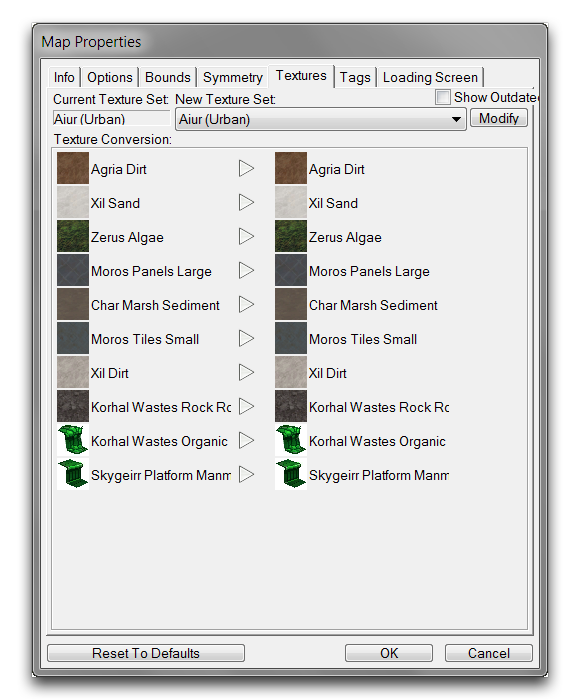 Map Properties
Info Options Bounds Symmetry Textures Tags Loading Screen
Current Texture Set: New Texture Set: Show Outdate
Aiur (Urban) Aiur (Urban) Modify
Texture Conversion:
Agria Dirt Agria Dirt
Xil Sand Xil Sand
Zerus Algae Zerus Algae
Moros Panels Large Moros Panels Large
Char Marsh Sediment Char Marsh Sediment
Moros Tiles Small Moros Tiles Small
Xil Dirt Xil Dirt
Korhal Wastes Rock Ro Korhal Wastes Rock Ro
Korhal Wastes Organic Korhal Wastes Organic
Skygeirr Platform Manm Skygeirr Platform Manm
Reset To Defaults OK Cancel